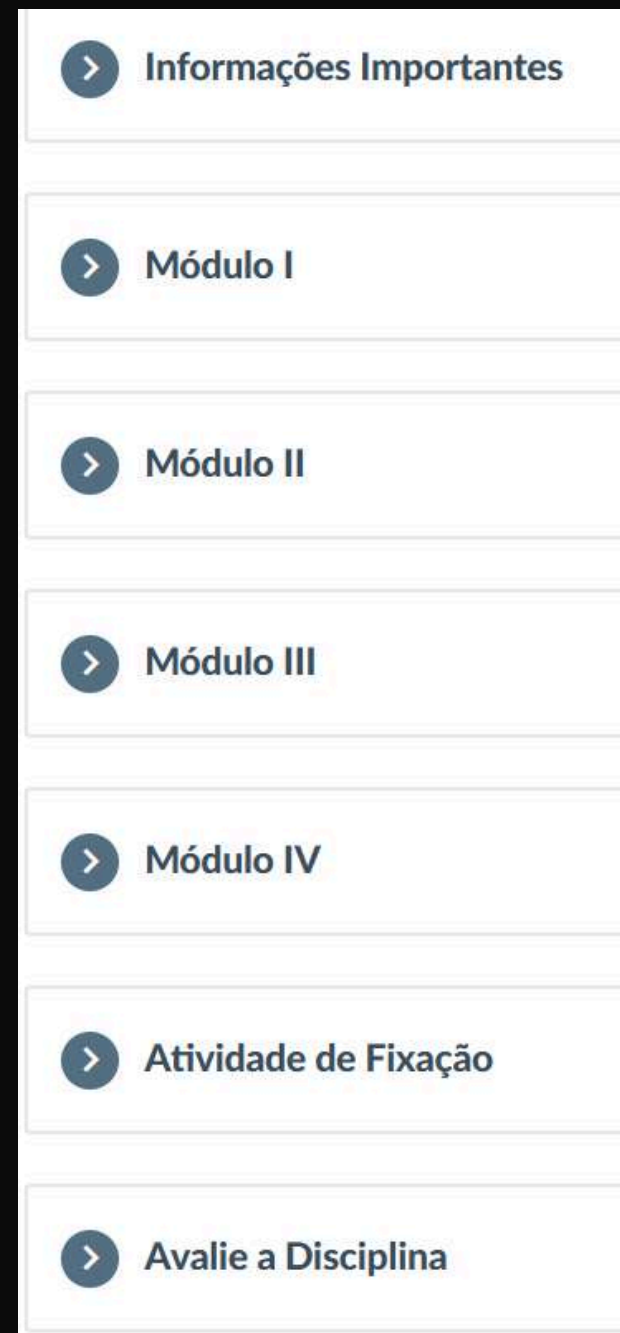 Informações Importantes
Módulo I
Módulo II
Módulo III
Módulo IV
Atividade de Fixação
Avalie a Disciplina